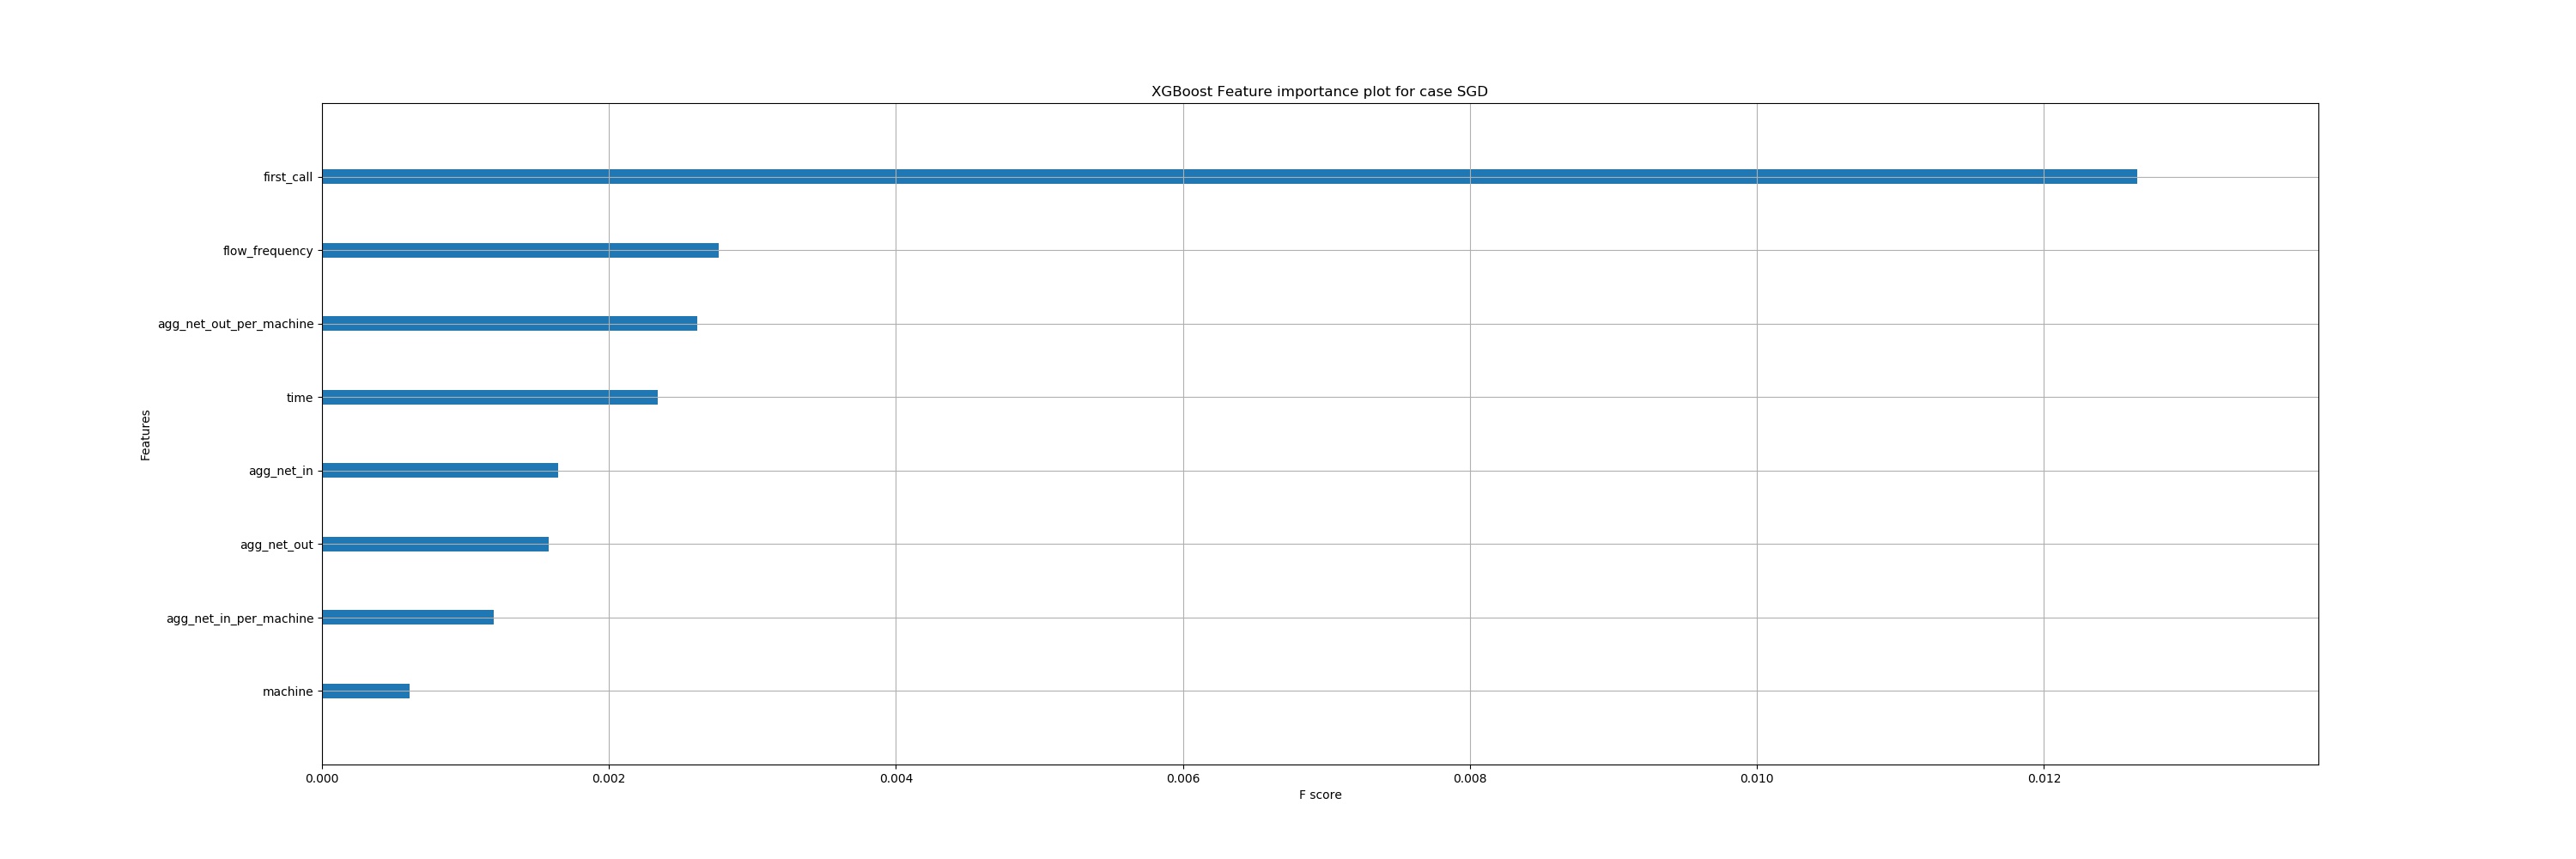 XGBoost Feature importance plot for case SGD
first_call
flow_frequency
agg_net_out_per_machine
time
agg_net_in
agg_net_out
agg_net_in_per_machine
machine
Features
0.000 0.002 0.004 0.006 0.008 0.010 0.012
F score